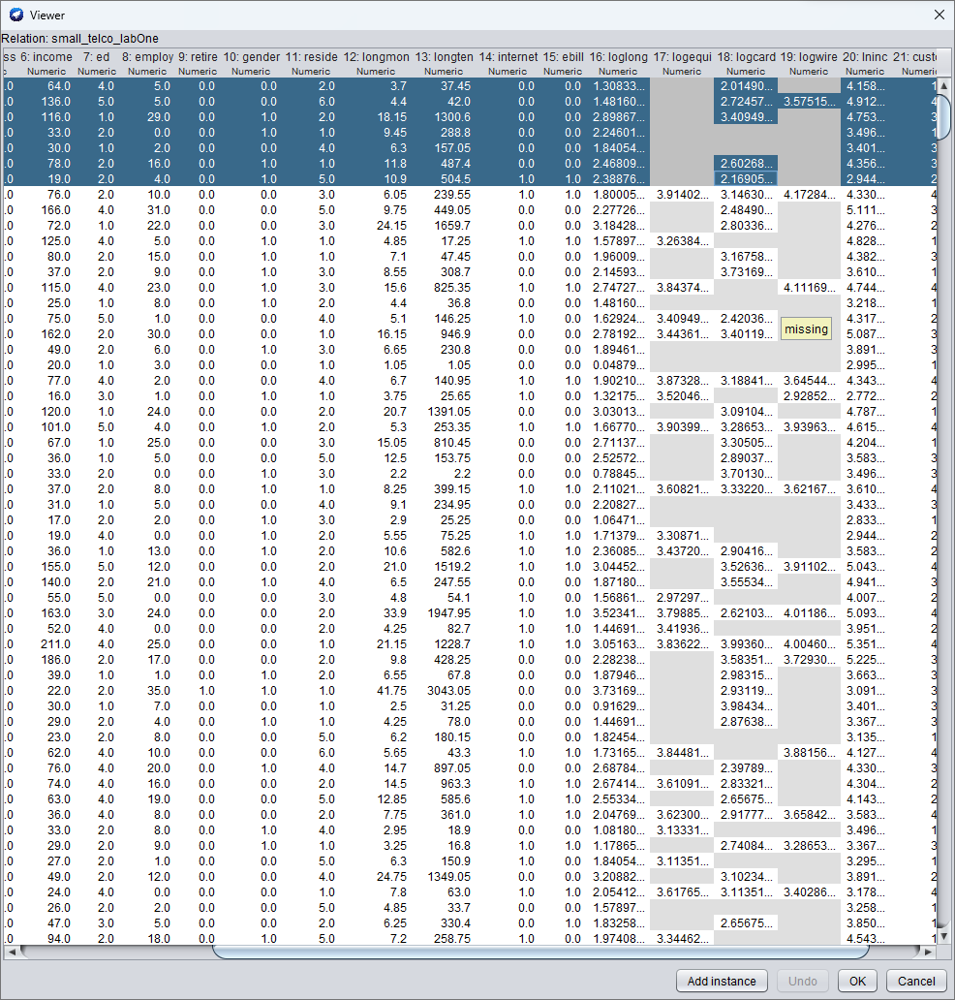 Viewer
Relation: small_telco_labOne
ss 6: income 7: ed 8: employ 9: retire 10: gender 11: reside 12: longmon 13: longten 14: internet 15: ebill 16: loglong 17: logequi 18: logcard 19: logwire 20: lninc 21: custc
c Numeric Numeric Numeric Numeric Numeric Numeric Numeric Numeric Numeric Numeric Numeric Numeric Numeric Numeric Numeric Numeric
.0 64.0 4.0 5.0 0.0 0.0 2.0 3.7 37.45 0.0 0.0 1.30833... 2.01490... 4.158... 1
.0 136.0 5.0 5.0 0.0 0.0 6.0 4.4 42.0 0.0 0.0 1.48160... 2.72457... 3.57515... 4.912... 4
.0 116.0 1.0 29.0 0.0 1.0 2.0 18.15 1300.6 0.0 0.0 2.89867... 3.40949... 4.753... 3
.0 33.0 2.0 0.0 0.0 1.0 1.0 9.45 288.8 0.0 0.0 2.24601... 3.496... 1
.0 30.0 1.0 2.0 0.0 0.0 4.0 6.3 157.05 0.0 0.0 1.84054... 3.401... 3
.0 78.0 2.0 16.0 0.0 1.0 1.0 11.8 487.4 0.0 0.0 2.46809... 2.60268... 4.356... 3
.0 19.0 2.0 4.0 0.0 1.0 5.0 10.9 504.5 1.0 1.0 2.38876... 2.16905... 2.944... 2
.0 76.0 2.0 10.0 0.0 0.0 3.0 6.05 239.55 1.0 1.0 1.80005... 3.91402... 3.14630... 4.17284... 4.330... 4
.0 166.0 4.0 31.0 0.0 0.0 5.0 9.75 449.05 0.0 0.0 2.27726... 2.48490... 5.111... 3
.0 72.0 1.0 22.0 0.0 0.0 3.0 24.15 1659.7 0.0 0.0 3.18428... 2.80336... 4.276... 2
.0 125.0 4.0 5.0 0.0 1.0 1.0 4.85 17.25 1.0 1.0 1.57897... 3.26384... 4.828... 1
.0 80.0 2.0 15.0 0.0 1.0 1.0 7.1 47.45 0.0 0.0 1.96009... 3.16758... 4.382... 3
.0 37.0 2.0 9.0 0.0 1.0 3.0 8.55 308.7 0.0 0.0 2.14593... 3.73169... 3.610... 1
.0 115.0 4.0 23.0 0.0 1.0 3.0 15.6 825.35 1.0 1.0 2.74727... 3.84374... 4.11169... 4.744... 4
.0 25.0 1.0 8.0 0.0 1.0 2.0 4.4 36.8 0.0 0.0 1.48160... 3.218... 1
.0 75.0 5.0 1.0 0.0 0.0 4.0 5.1 146.25 1.0 0.0 1.62924... 3.40949... 2.42036... 4.317... 2
.0 162.0 2.0 30.0 0.0 0.0 1.0 16.15 946.9 1.0 0.0 2.78192... 3.44361... 3.40119... missing 5.087... 3
.0 49.0 2.0 6.0 0.0 1.0 3.0 6.65 230.8 0.0 0.0 1.89461... 3.891... 3
.0 20.0 1.0 3.0 0.0 0.0 1.0 1.05 1.05 0.0 0.0 0.04879... 2.995... 1
.0 77.0 4.0 2.0 0.0 0.0 4.0 6.7 140.95 1.0 1.0 1.90210... 3.87328... 3.18841... 3.64544... 4.343... 4
.0 16.0 3.0 1.0 0.0 1.0 1.0 3.75 25.65 1.0 0.0 1.32175... 3.52046... 2.92852... 2.772... 2
.0 120.0 1.0 24.0 0.0 0.0 2.0 20.7 1391.05 0.0 0.0 3.03013... 3.09104... 4.787... 1
.0 101.0 5.0 4.0 0.0 1.0 2.0 5.3 253.35 1.0 1.0 1.66770... 3.90399... 3.28653... 3.93963... 4.615... 4
.0 67.0 1.0 25.0 0.0 0.0 3.0 15.05 810.45 0.0 0.0 2.71137... 3.30505... 4.204... 1
.0 36.0 1.0 5.0 0.0 0.0 5.0 12.5 153.75 0.0 0.0 2.52572... 2.89037... 3.583... 3
.0 33.0 2.0 0.0 0.0 1.0 3.0 2.2 2.2 0.0 0.0 0.78845... 3.70130... 3.496... 1
.0 37.0 2.0 8.0 0.0 1.0 1.0 8.25 399.15 1.0 1.0 2.11021... 3.60821... 3.33220... 3.62167... 3.610... 4
.0 31.0 1.0 5.0 0.0 0.0 4.0 9.1 234.95 0.0 0.0 2.20827... 3.433... 3
.0 17.0 2.0 2.0 0.0 1.0 3.0 2.9 25.25 0.0 0.0 1.06471... 2.833... 1
.0 19.0 4.0 0.0 0.0 0.0 2.0 5.55 75.25 1.0 1.0 1.71379... 3.30871... 2.944... 2
.0 36.0 1.0 13.0 0.0 1.0 2.0 10.6 582.6 1.0 1.0 2.36085... 3.43720... 2.90416... 3.583... 2
.0 155.0 5.0 12.0 0.0 0.0 2.0 21.0 1519.2 1.0 0.0 3.04452... 3.52636... 3.91102... 5.043... 4
.0 140.0 2.0 21.0 0.0 1.0 4.0 6.5 247.55 1.0 0.0 1.87180... 3.55534... 4.941... 3
.0 55.0 5.0 0.0 0.0 0.0 3.0 4.8 54.1 1.0 0.0 1.56861... 2.97297... 4.007... 2
.0 163.0 3.0 24.0 0.0 0.0 2.0 33.9 1947.95 1.0 1.0 3.52341... 3.79885... 2.62103... 4.01186... 5.093... 4
.0 52.0 4.0 0.0 0.0 0.0 2.0 4.25 82.7 1.0 1.0 1.44691... 3.41936... 3.951... 2
.0 211.0 4.0 25.0 0.0 0.0 1.0 21.15 1228.7 1.0 0.0 3.05163... 3.83622... 3.99360... 4.00460... 5.351... 4
.0 186.0 2.0 17.0 0.0 0.0 2.0 9.8 428.25 0.0 1.0 2.28238... 3.58351... 3.72930... 5.225... 3
.0 39.0 1.0 1.0 0.0 1.0 2.0 6.55 67.8 0.0 0.0 1.87946... 2.98315... 3.663... 3
.0 22.0 2.0 35.0 1.0 1.0 1.0 41.75 3043.05 0.0 0.0 3.73169... 2.93119... 3.091... 3
.0 30.0 1.0 7.0 0.0 0.0 1.0 2.5 31.25 0.0 0.0 0.91629... 3.98434... 3.401... 3
.0 29.0 2.0 4.0 0.0 1.0 1.0 4.25 78.0 1.0 0.0 1.44691... 2.87638... 3.367... 3
.0 23.0 2.0 8.0 0.0 0.0 5.0 6.2 180.15 0.0 0.0 1.82454... 3.135... 1
.0 62.0 4.0 10.0 0.0 0.0 6.0 5.65 43.3 1.0 1.0 1.73165... 3.84481... 3.88156... 4.127... 4
.0 76.0 4.0 20.0 0.0 1.0 4.0 14.7 897.05 1.0 0.0 2.68784... 2.39789... 4.330... 3
.0 74.0 4.0 16.0 0.0 0.0 2.0 14.5 963.3 1.0 1.0 2.67414... 3.61091... 2.83321... 4.304... 2
.0 63.0 4.0 19.0 0.0 0.0 5.0 12.85 585.6 1.0 1.0 2.55334... 2.65675... 4.143... 2
.0 36.0 4.0 8.0 0.0 0.0 2.0 7.75 361.0 1.0 1.0 2.04769... 3.62300... 2.91777... 3.65842... 3.583... 4
.0 33.0 2.0 8.0 0.0 0.0 4.0 2.95 18.9 0.0 0.0 1.08180... 3.13331... 3.496... 1
.0 29.0 2.0 9.0 0.0 1.0 1.0 3.25 16.8 0.0 0.0 1.17865... 2.74084... 3.28653... 3.367... 3
.0 27.0 2.0 1.0 0.0 0.0 5.0 6.3 150.9 1.0 0.0 1.84054... 3.11351... 3.295... 1
.0 49.0 2.0 12.0 0.0 0.0 4.0 24.75 1349.05 1.0 0.0 3.20882... 3.10234... 3.891... 2
.0 24.0 4.0 0.0 0.0 1.0 1.0 7.8 63.0 1.0 1.0 2.05412... 3.61765... 3.11351... 3.40286... 3.178... 4
.0 26.0 2.0 2.0 0.0 0.0 5.0 4.85 33.7 0.0 0.0 1.57897... 3.258... 1
.0 47.0 3.0 5.0 0.0 0.0 2.0 6.25 330.4 0.0 0.0 1.83258... 2.65675... 3.850... 1
.0 94.0 2.0 18.0 0.0 1.0 5.0 7.2 258.75 1.0 1.0 1.97408... 3.34462... 4.543... 1
Add instance Undo OK Cancel